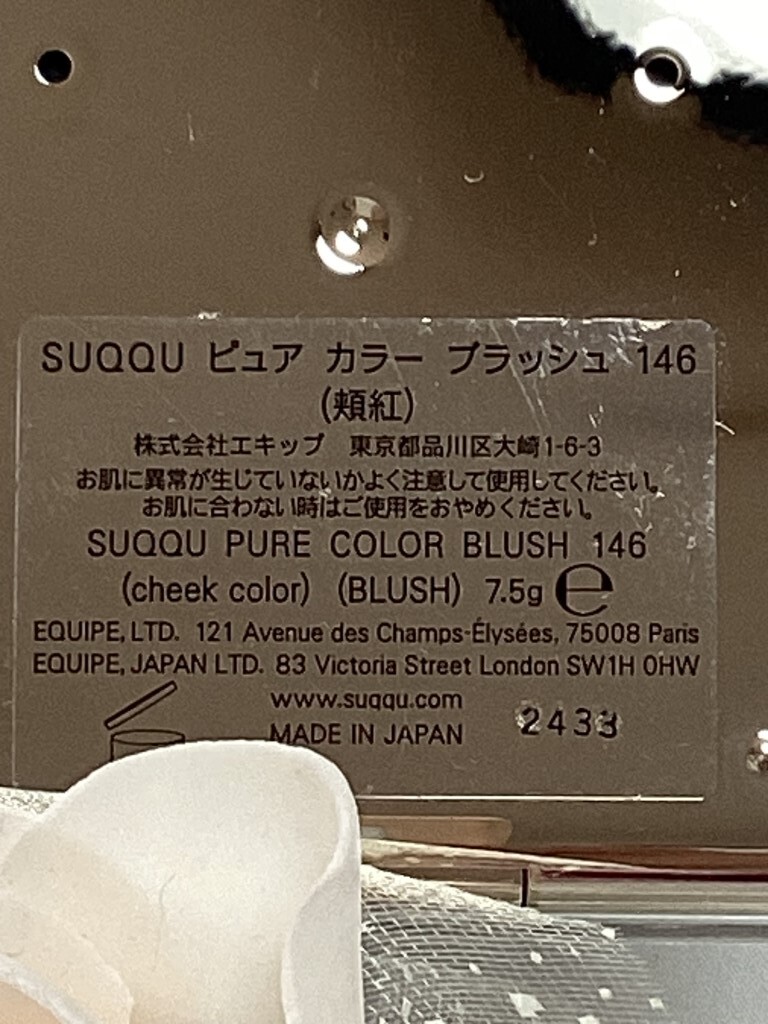 SUQQU ピュア カラー ブラッシュ 146
(頬紅)
株式会社エキップ 東京都品川区大崎1-6-3
お肌に異常が生じていないかよく注意して使用してください。
お肌に合わない時はご使用をおやめください。
SUQQU PURE COLOR BLUSH 146
(cheek color) (BLUSH) 7.5g ℮
EQUIPE, LTD. 121 Avenue des Champs-Élysées, 75008 Paris
EQUIPE, JAPAN LTD. 83 Victoria Street London SW1H 0HW
www.suqqu.com
MADE IN JAPAN 2433